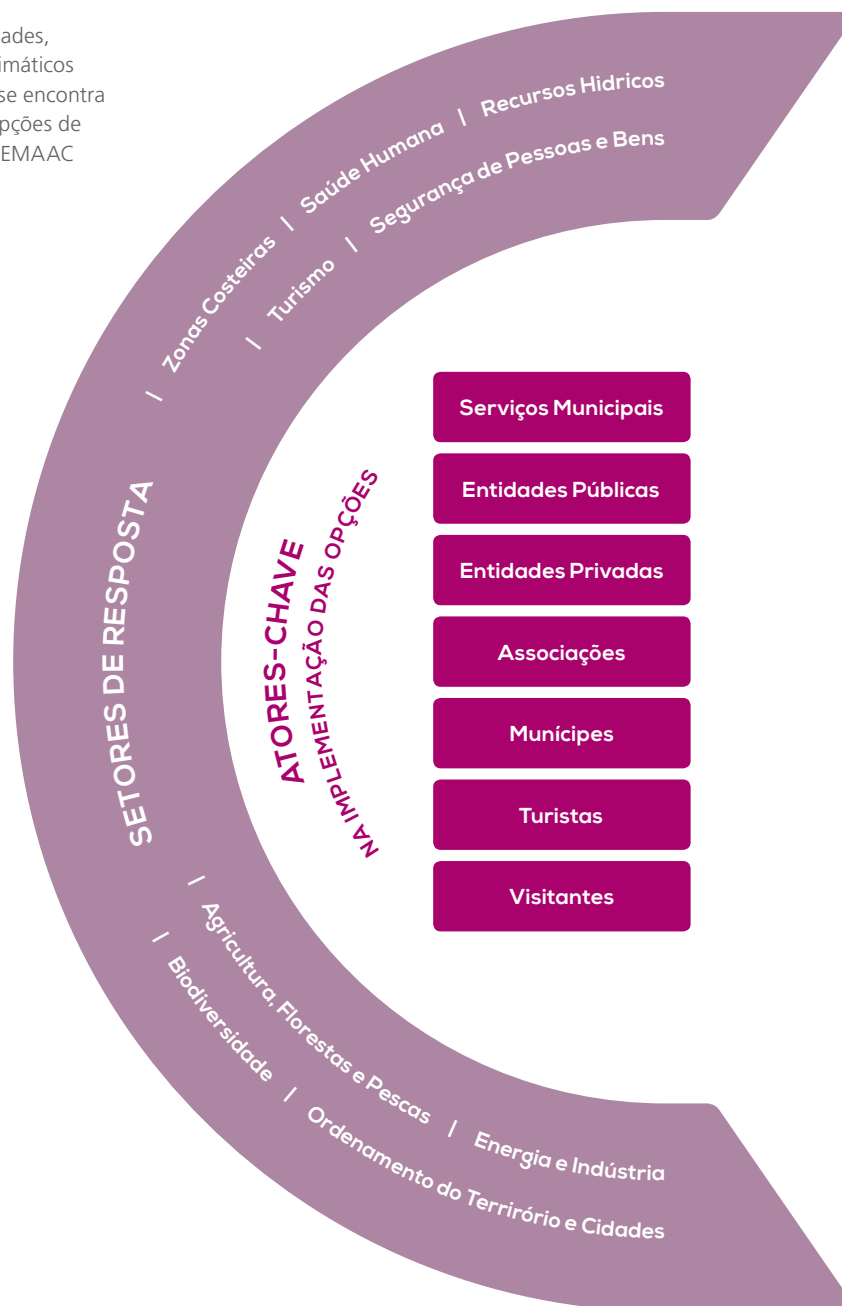 ades,
imáticos
se encontra
pções de
EMAAC
| Zonas Costeiras | Saúde Humana | Recursos Hidricos
| Turismo | Segurança de Pessoas e Bens
SETORES DE RESPOSTA
ATORES-CHAVE
NA IMPLEMENTAÇÃO DAS OPÇÕES
Serviços Municipais
Entidades Públicas
Entidades Privadas
Associações
Munícipes
Turistas
Visitantes
| Agricultura, Florestas e Pescas | Energia e Indústria
| Biodiversidade | Ordenamento do Terrirório e Cidades